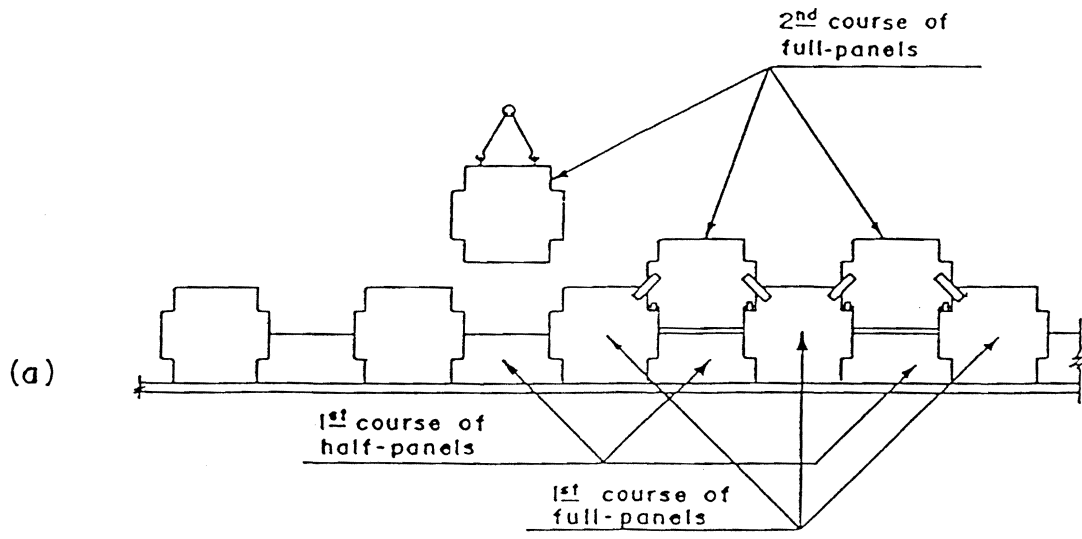 2nd course of
full-panels
(a)
1st course of
half-panels
1st course of
full-panels